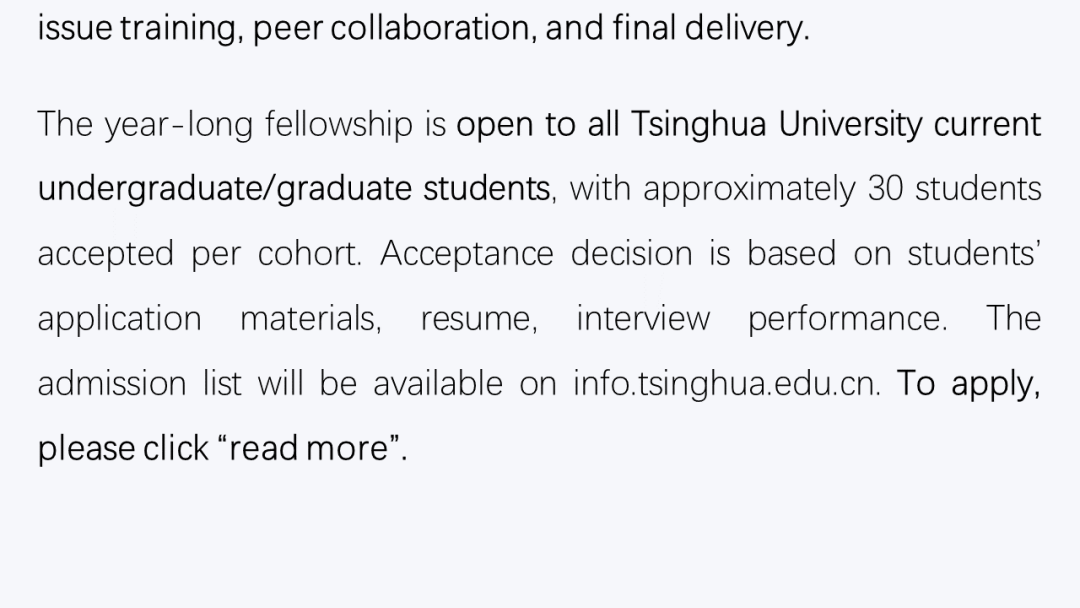 issue training, peer collaboration, and final delivery.
The year-long fellowship is open to all Tsinghua University current
undergraduate/graduate students, with approximately 30 students
accepted per cohort. Acceptance decision is based on students’
application materials, resume, interview performance. The
admission list will be available on info.tsinghua.edu.cn. To apply,
please click “read more”.